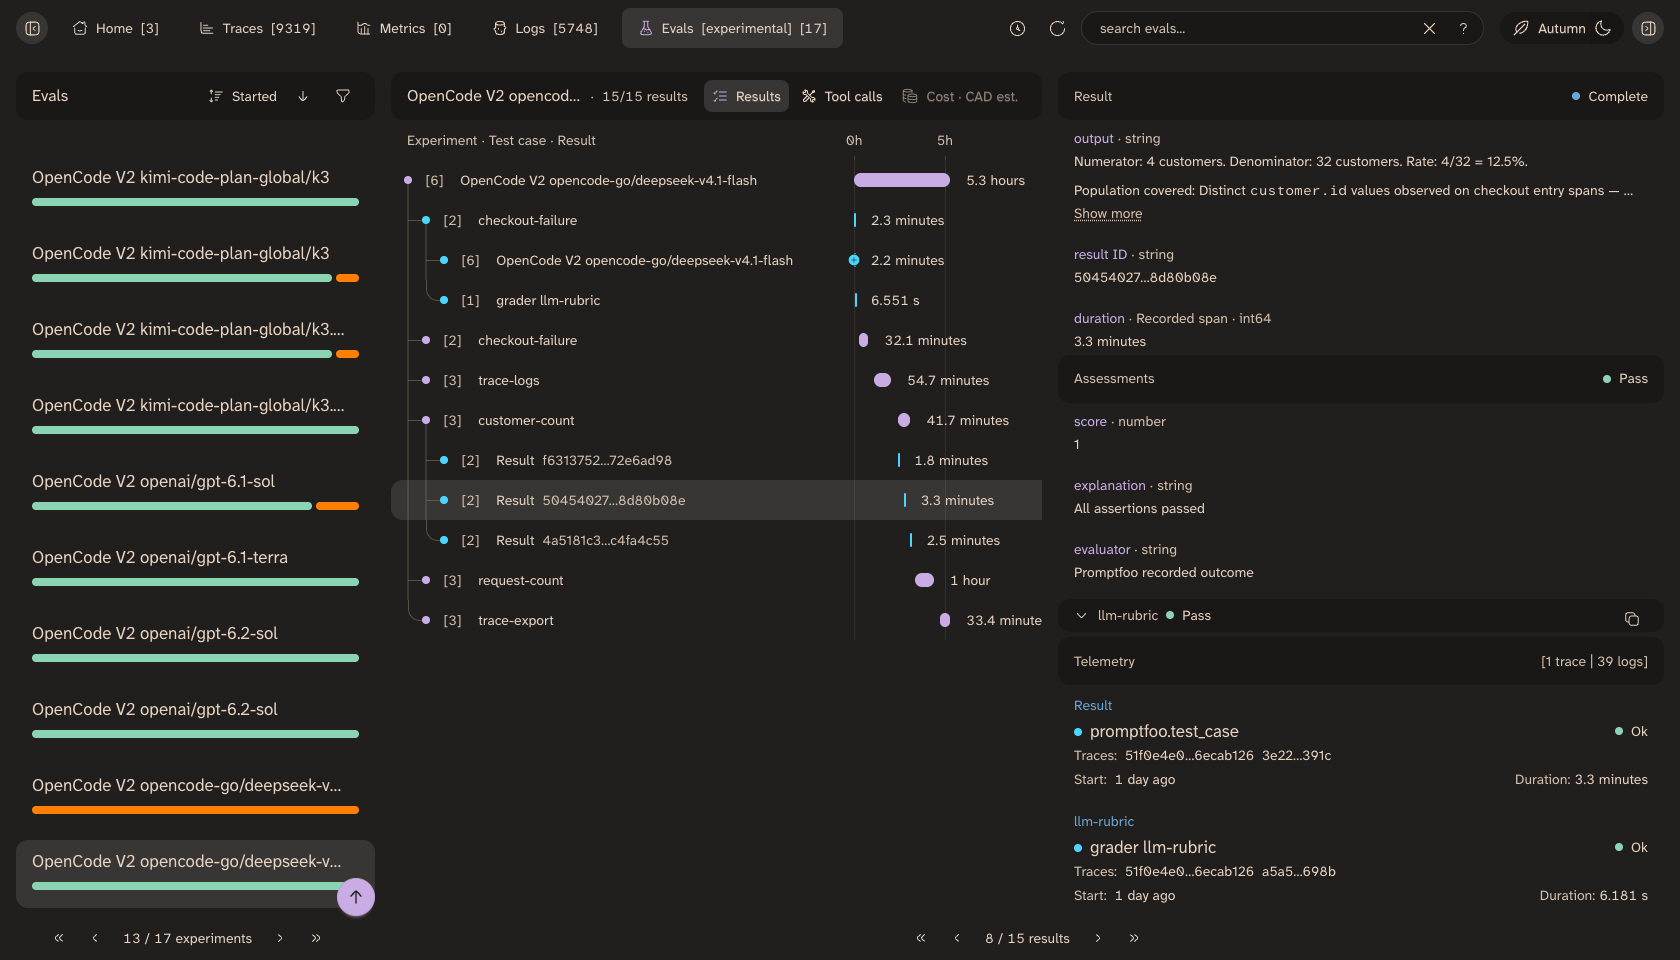 Home [3]
Traces [9319]
Metrics [0]
Logs [5748]
Evals [experimental] [17]
search evals...
?
Autumn
Evals
Started
OpenCode V2 kimi-code-plan-global/k3
OpenCode V2 kimi-code-plan-global/k3
OpenCode V2 kimi-code-plan-global/k3....
OpenCode V2 kimi-code-plan-global/k3....
OpenCode V2 openai/gpt-6.1-sol
OpenCode V2 openai/gpt-6.1-terra
OpenCode V2 openai/gpt-6.2-sol
OpenCode V2 openai/gpt-6.2-sol
OpenCode V2 opencode-go/deepseek-v...
OpenCode V2 opencode-go/deepseek-v...
« ‹ 13 / 17 experiments › »
OpenCode V2 opencod... · 15/15 results
Results
Tool calls
Cost · CAD est.
Experiment · Test case · Result 0h 5h
[6] OpenCode V2 opencode-go/deepseek-v4.1-flash 5.3 hours
[2] checkout-failure 2.3 minutes
[6] OpenCode V2 opencode-go/deepseek-v4.1-flash 2.2 minutes
[1] grader llm-rubric 6.551 s
[2] checkout-failure 32.1 minutes
[3] trace-logs 54.7 minutes
[3] customer-count 41.7 minutes
[2] Result f6313752...72e6ad98 1.8 minutes
[2] Result 50454027...8d80b08e 3.3 minutes
[2] Result 4a5181c3...c4fa4c55 2.5 minutes
[3] request-count 1 hour
[3] trace-export 33.4 minute
« ‹ 8 / 15 results › »
Result Complete
output · string
Numerator: 4 customers. Denominator: 32 customers. Rate: 4/32 = 12.5%.
Population covered: Distinct customer.id values observed on checkout entry spans — ...
Show more
result ID · string
50454027...8d80b08e
duration · Recorded span · int64
3.3 minutes
Assessments Pass
score · number
1
explanation · string
All assertions passed
evaluator · string
Promptfoo recorded outcome
llm-rubric Pass
Telemetry [1 trace | 39 logs]
Result
promptfoo.test_case Ok
Traces: 51f0e4e0...6ecab126 3e22...391c
Start: 1 day ago Duration: 3.3 minutes
llm-rubric
grader llm-rubric Ok
Traces: 51f0e4e0...6ecab126 a5a5...698b
Start: 1 day ago Duration: 6.181 s